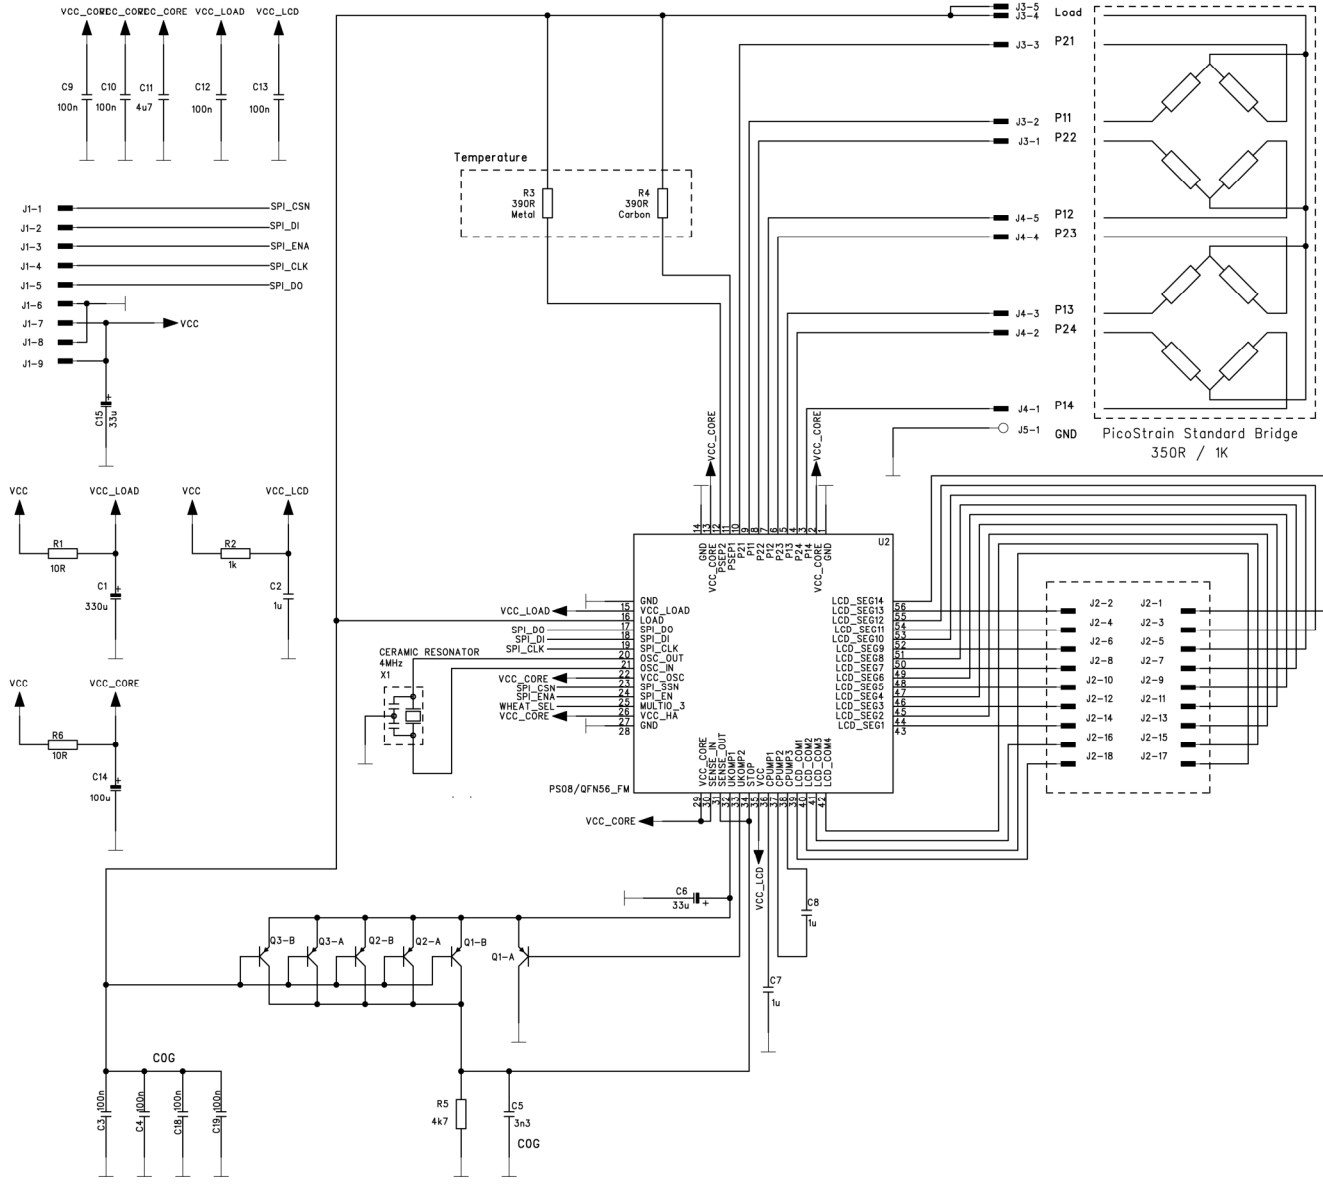 VCC_CORE VCC_CORE VCC_CORE VCC_LOAD VCC_LCD
C9 100n
C10 100n
C11 4u7
C12 100n
C13 100n
J1-1 SPI_CSN
J1-2 SPI_DI
J1-3 SPI_ENA
J1-4 SPI_CLK
J1-5 SPI_DO
J1-6
J1-7 VCC
J1-8
J1-9
C15 33u
Temperature
R3 390R Metal
R4 390R Carbon
J3-5
J3-4 Load
J3-3 P21
J3-2 P11
J3-1 P22
J4-5 P12
J4-4 P23
J4-3 P13
J4-2 P24
J4-1 P14
J5-1 GND
PicoStrain Standard Bridge
350R / 1K
VCC VCC_LOAD
R1 10R
C1 330u
VCC VCC_LCD
R2 1k
C2 1u
VCC VCC_CORE
R6 10R
C14 100u
VCC_CORE VCC_CORE
14 13 12 11 10 9 8 7 6 5 4 3 2 1
GND VCC_CORE PSEP2 PSEP1 P21 P11 P22 P12 P23 P13 P24 P14 VCC_CORE GND
U2
GND
VCC_LOAD 15 VCC_LOAD
16 LOAD
SPI_DO 17 SPI_DO
SPI_DI 18 SPI_DI
SPI_CLK 19 SPI_CLK
20 OSC_OUT
21 OSC_IN
VCC_CORE 22 VCC_OSC
SPI_CSN 23 SPI_SSN
SPI_ENA 24 SPI_EN
WHEAT_SEL 25 MULTIO_3
VCC_CORE 26 VCC_HA
27 GND
28
CERAMIC RESONATOR
4MHz
X1
LCD_SEG14
LCD_SEG13 56
LCD_SEG12 55
LCD_SEG11 54
LCD_SEG10 53
LCD_SEG9 52
LCD_SEG8 51
LCD_SEG7 50
LCD_SEG6 49
LCD_SEG5 48
LCD_SEG4 47
LCD_SEG3 46
LCD_SEG2 45
LCD_SEG1 44
43
J2-2 J2-1
J2-4 J2-3
J2-6 J2-5
J2-8 J2-7
J2-10 J2-9
J2-12 J2-11
J2-14 J2-13
J2-16 J2-15
J2-18 J2-17
VCC_CORE SENSE_IN SENSE_OUT UKOMP1 UKOMP2 STOP VCC CPUMP1 CPUMP2 CPUMP3 LCD_COM1 LCD_COM2 LCD_COM3 LCD_COM4
PS08/QFN56_FM
29 30 31 32 33 34 35 36 37 38 39 40 41 42
VCC_CORE
VCC_LCD
C6 33u
C8 1u
C7 1u
Q3-B Q3-A Q2-B Q2-A Q1-B Q1-A
COG
C3 100n
C4 100n
C18 100n
C19 100n
R5 4k7
C5 3n3
COG